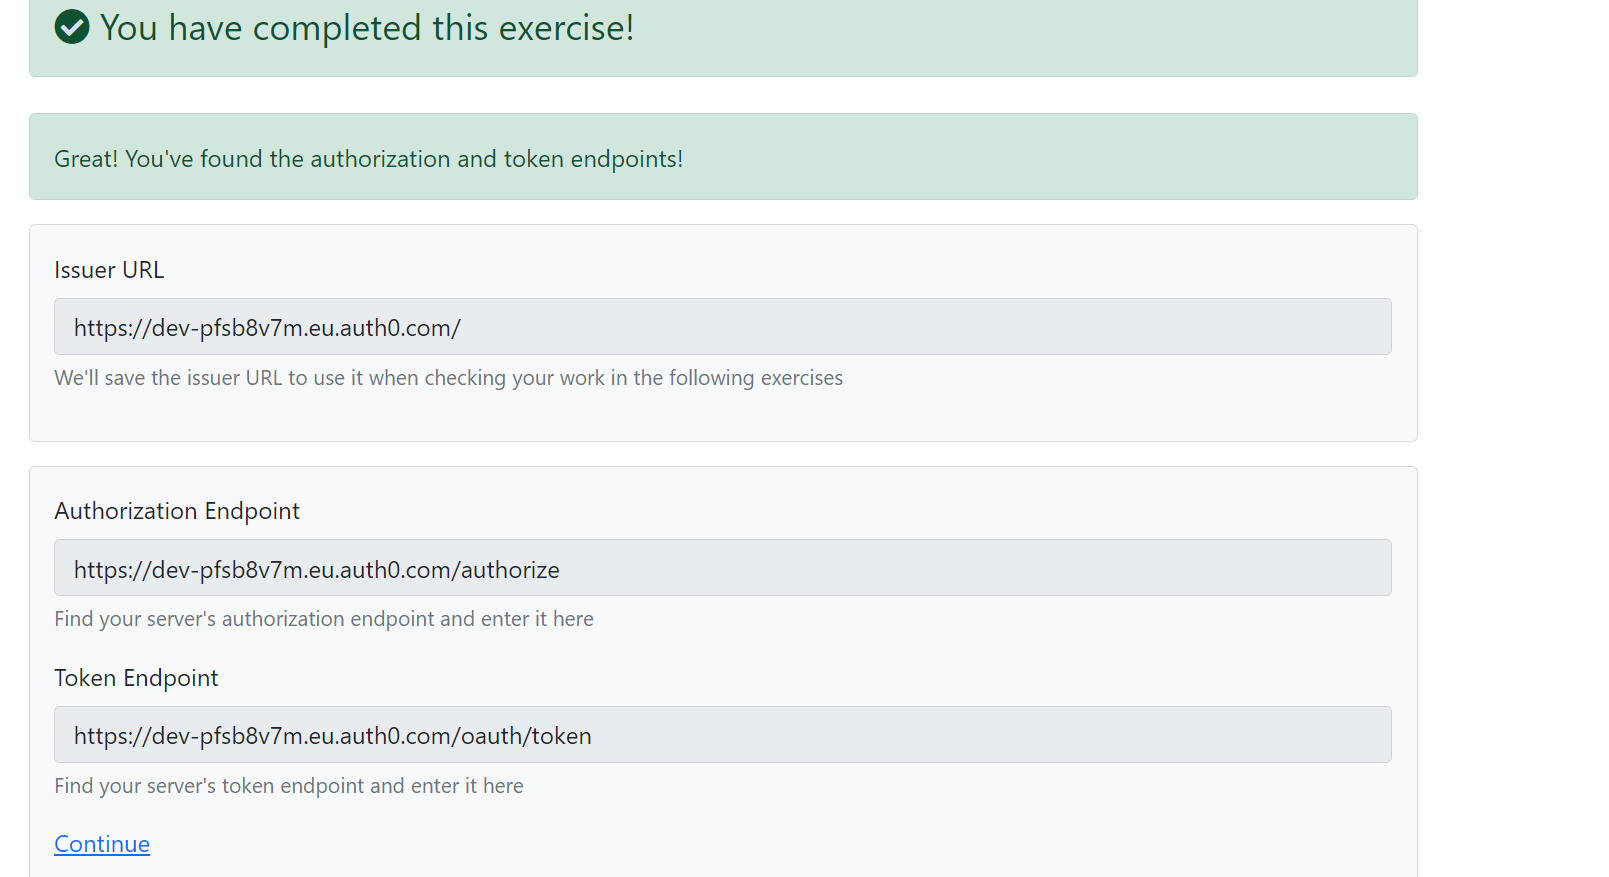 You have completed this exercise!
Great! You've found the authorization and token endpoints!
Issuer URL
https://dev-pfsb8v7m.eu.auth0.com/
We'll save the issuer URL to use it when checking your work in the following exercises
Authorization Endpoint
https://dev-pfsb8v7m.eu.auth0.com/authorize
Find your server's authorization endpoint and enter it here
Token Endpoint
https://dev-pfsb8v7m.eu.auth0.com/oauth/token
Find your server's token endpoint and enter it here
Continue